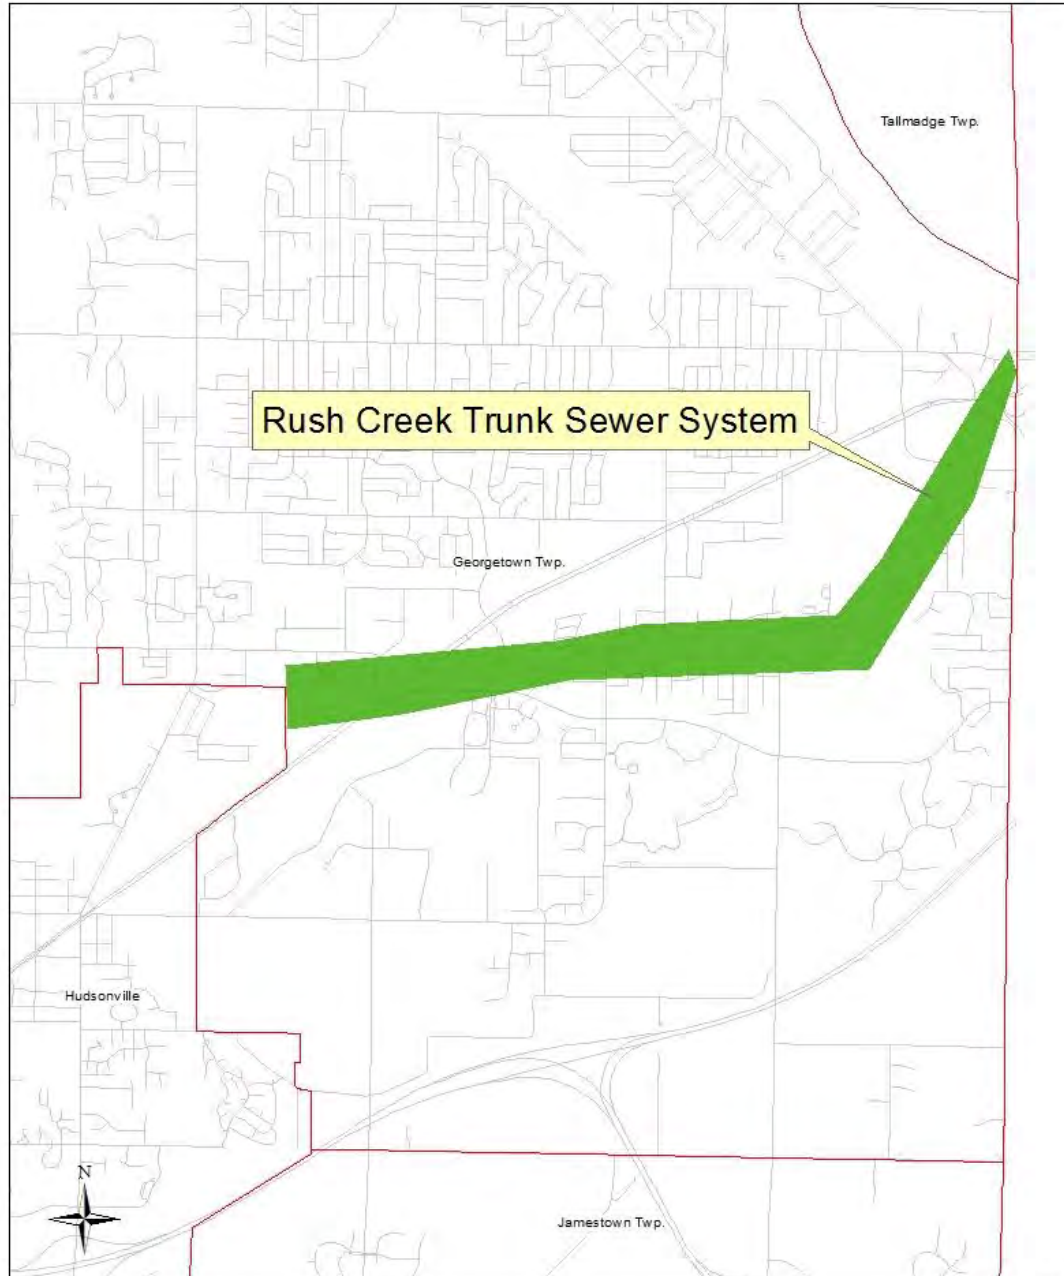 Tallmadge Twp.
Rush Creek Trunk Sewer System
Georgetown Twp.
Hudsonville
N
Jamestown Twp.